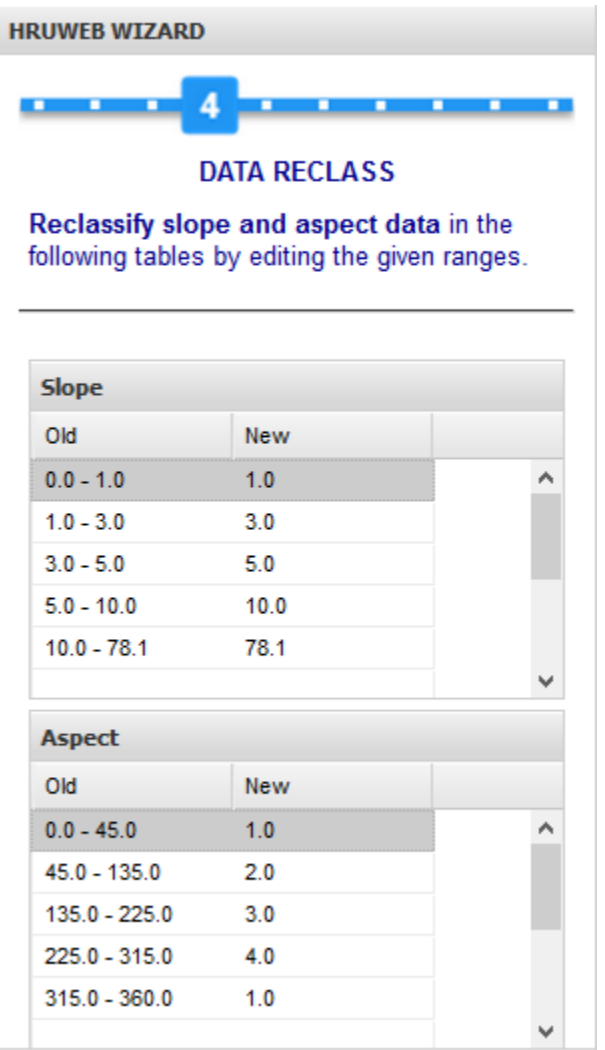 HRUWEB WIZARD
4
DATA RECLASS
Reclassify slope and aspect data in the
following tables by editing the given ranges.
Slope
Old New
0.0 - 1.0 1.0
1.0 - 3.0 3.0
3.0 - 5.0 5.0
5.0 - 10.0 10.0
10.0 - 78.1 78.1
Aspect
Old New
0.0 - 45.0 1.0
45.0 - 135.0 2.0
135.0 - 225.0 3.0
225.0 - 315.0 4.0
315.0 - 360.0 1.0